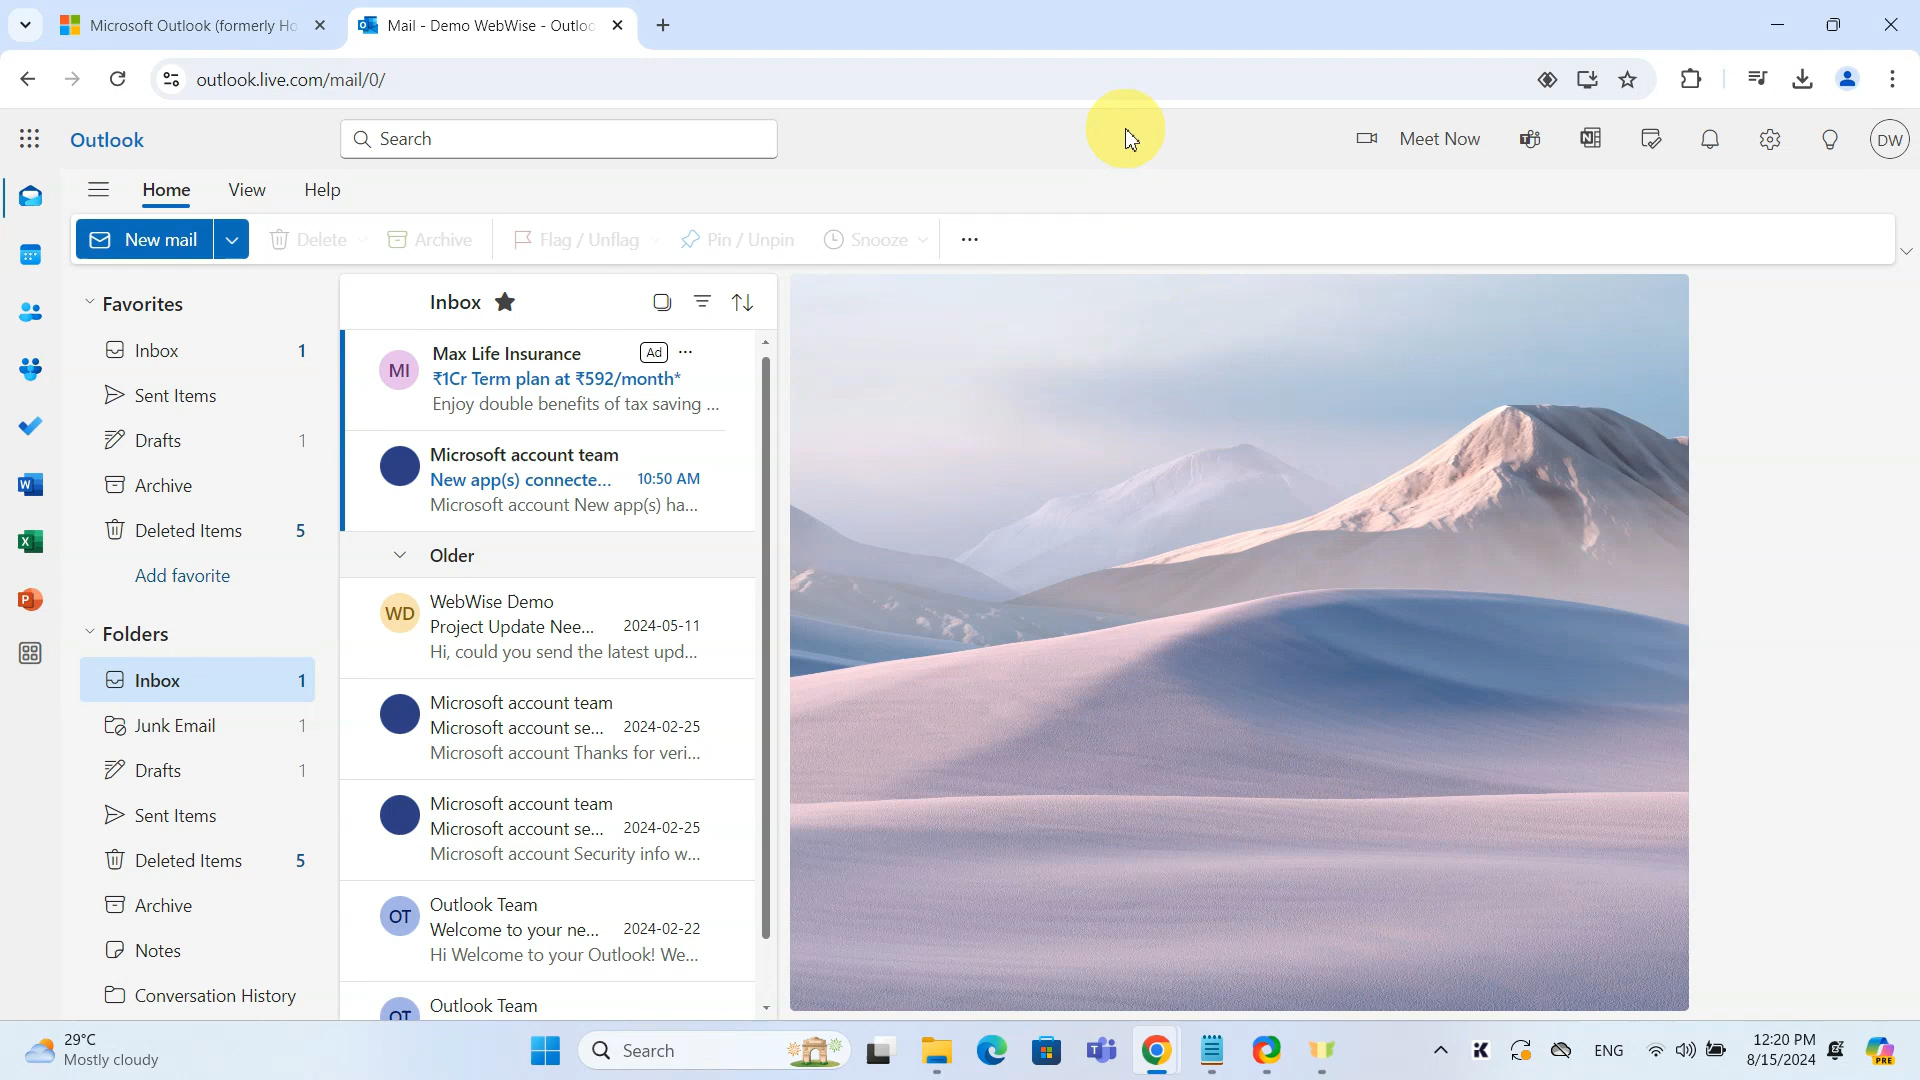 Microsoft Outlook (formerly Ho
Mail - Demo WebWise - Outloo
outlook.live.com/mail/0/
Outlook
Search
Meet Now
DW
Home View Help
New mail
Delete
Archive
Flag / Unflag
Pin / Unpin
Snooze
Favorites
Inbox 1
Sent Items
Drafts 1
Archive
Deleted Items 5
Add favorite
Folders
Inbox 1
Junk Email 1
Drafts 1
Sent Items
Deleted Items 5
Archive
Notes
Conversation History
Inbox
MI
Max Life Insurance Ad
₹1Cr Term plan at ₹592/month*
Enjoy double benefits of tax saving ...
Microsoft account team
New app(s) connecte... 10:50 AM
Microsoft account New app(s) ha...
Older
WD
WebWise Demo
Project Update Nee... 2024-05-11
Hi, could you send the latest upd...
Microsoft account team
Microsoft account se... 2024-02-25
Microsoft account Thanks for veri...
Microsoft account team
Microsoft account se... 2024-02-25
Microsoft account Security info w...
OT
Outlook Team
Welcome to your ne... 2024-02-22
Hi Welcome to your Outlook! We...
OT
Outlook Team
29°C
Mostly cloudy
Search
ENG
12:20 PM
8/15/2024
PRE